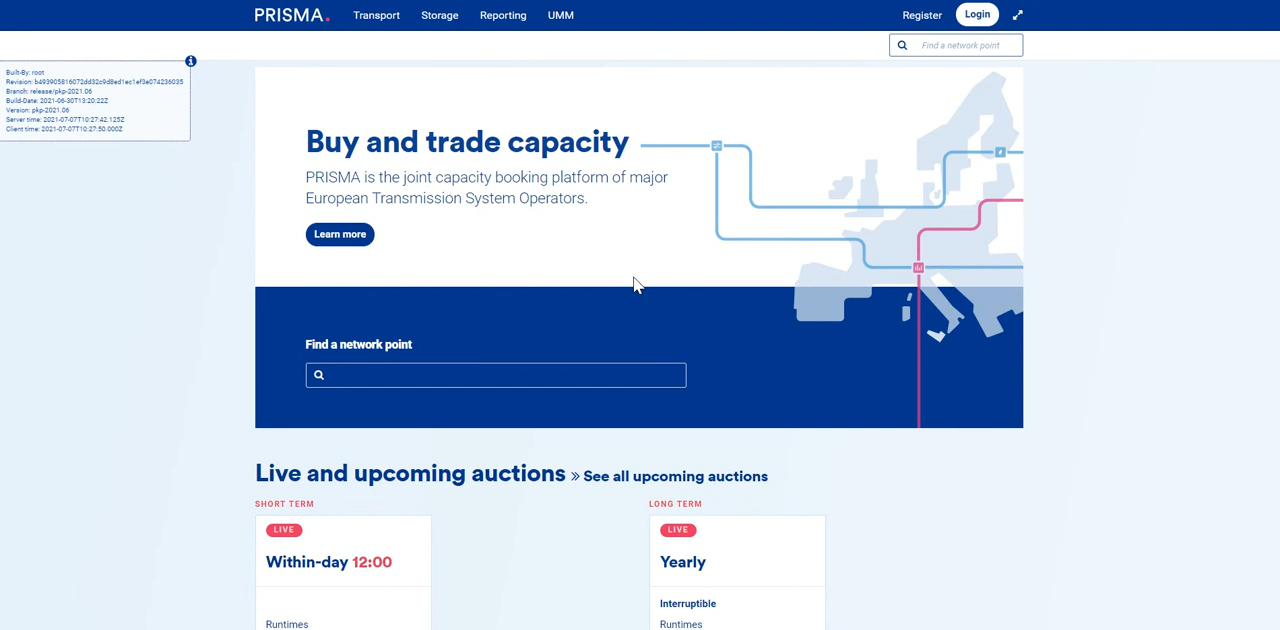 PRISMA.
Transport Storage Reporting UMM
Register Login
Find a network point
Built-By: root
Revision: b493905816072dd32c9d8ed1ec1ef3e074236035
Branch: release/pkp-2021.06
Build-Date: 2021-06-30T13:20:22Z
Version: pkp-2021.06
Server time: 2021-07-07T10:27:42.125Z
Client time: 2021-07-07T10:27:50.000Z
Buy and trade capacity
PRISMA is the joint capacity booking platform of major
European Transmission System Operators.
Learn more
Find a network point
Live and upcoming auctions » See all upcoming auctions
SHORT TERM
LIVE
Within-day 12:00
Runtimes
LONG TERM
LIVE
Yearly
Interruptible
Runtimes